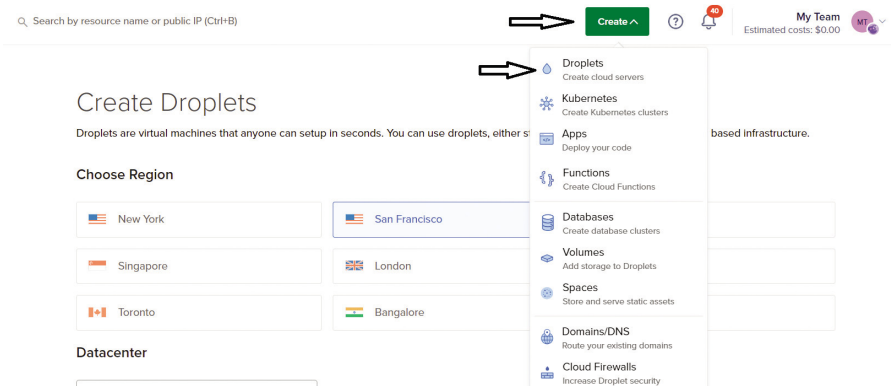 Search by resource name or public IP (Ctrl+B)
Create
40
My Team
Estimated costs: $0.00
MT
Droplets
Create cloud servers
Kubernetes
Create Kubernetes clusters
Apps
Deploy your code
Functions
Create Cloud Functions
Databases
Create database clusters
Volumes
Add storage to Droplets
Spaces
Store and serve static assets
Domains/DNS
Route your existing domains
Cloud Firewalls
Increase Droplet security
Create Droplets
Droplets are virtual machines that anyone can setup in seconds. You can use droplets, either based infrastructure.
Choose Region
New York
San Francisco
Singapore
London
Toronto
Bangalore
Datacenter